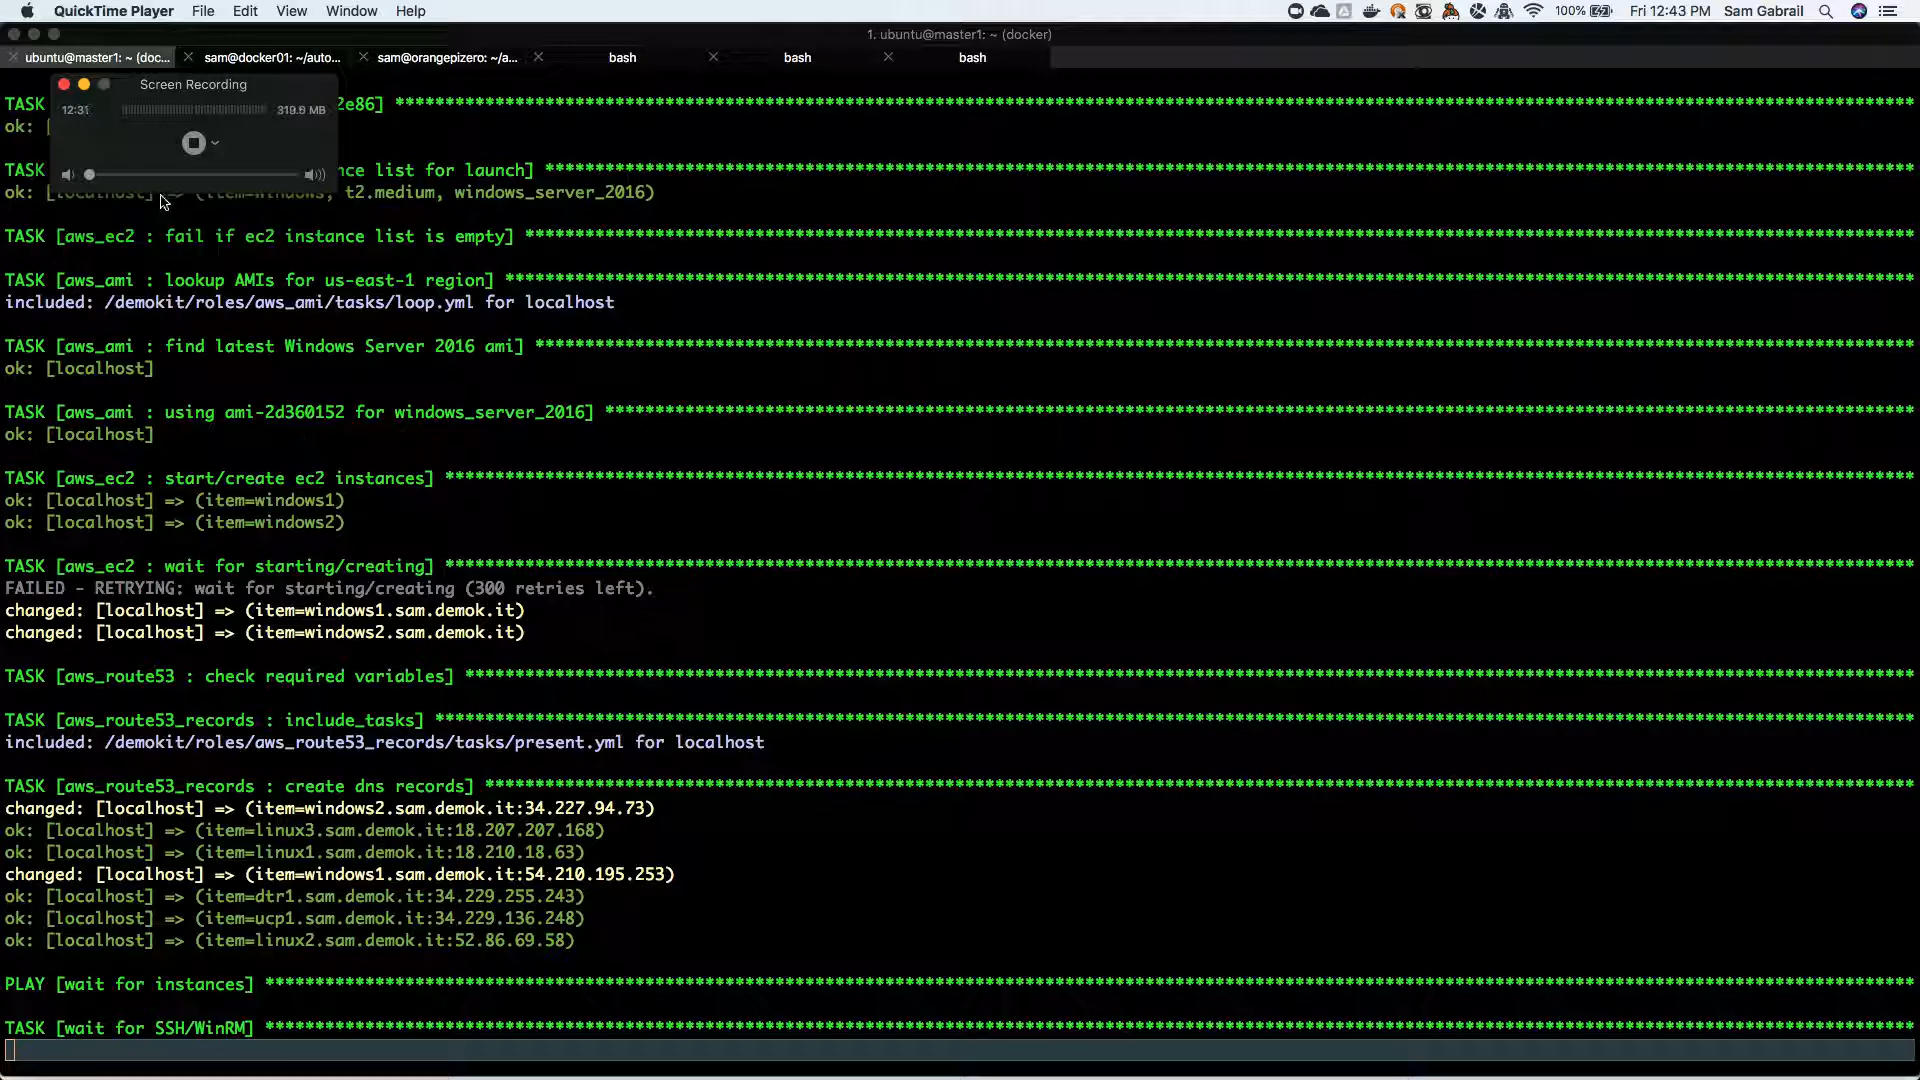 QuickTime Player File Edit View Window Help 100% Fri 12:43 PM Sam Gabrail
1. ubuntu@master1: ~ (docker)
ubuntu@master1: ~ (doc... sam@docker01: ~/auto... sam@orangepizero: ~/a... bash bash bash
Screen Recording
12:31 319.9 MB
TASK 2e86] ****************************************************************************************************************************************************
ok: [
TASK nce list for launch] ****************************************************************************************************************************************
ok: [localhost] => (item=windows, t2.medium, windows_server_2016)
TASK [aws_ec2 : fail if ec2 instance list is empty] *******************************************************************************************************************************************
TASK [aws_ami : lookup AMIs for us-east-1 region] *********************************************************************************************************************************************
included: /demokit/roles/aws_ami/tasks/loop.yml for localhost
TASK [aws_ami : find latest Windows Server 2016 ami] ******************************************************************************************************************************************
ok: [localhost]
TASK [aws_ami : using ami-2d360152 for windows_server_2016] ***********************************************************************************************************************************
ok: [localhost]
TASK [aws_ec2 : start/create ec2 instances] ***************************************************************************************************************************************************
ok: [localhost] => (item=windows1)
ok: [localhost] => (item=windows2)
TASK [aws_ec2 : wait for starting/creating] ***************************************************************************************************************************************************
FAILED - RETRYING: wait for starting/creating (300 retries left).
changed: [localhost] => (item=windows1.sam.demok.it)
changed: [localhost] => (item=windows2.sam.demok.it)
TASK [aws_route53 : check required variables] *************************************************************************************************************************************************
TASK [aws_route53_records : include_tasks] ****************************************************************************************************************************************************
included: /demokit/roles/aws_route53_records/tasks/present.yml for localhost
TASK [aws_route53_records : create dns records] ***********************************************************************************************************************************************
changed: [localhost] => (item=windows2.sam.demok.it:34.227.94.73)
ok: [localhost] => (item=linux3.sam.demok.it:18.207.207.168)
ok: [localhost] => (item=linux1.sam.demok.it:18.210.18.63)
changed: [localhost] => (item=windows1.sam.demok.it:54.210.195.253)
ok: [localhost] => (item=dtr1.sam.demok.it:34.229.255.243)
ok: [localhost] => (item=ucp1.sam.demok.it:34.229.136.248)
ok: [localhost] => (item=linux2.sam.demok.it:52.86.69.58)
PLAY [wait for instances] *********************************************************************************************************************************************************************
TASK [wait for SSH/WinRM] *********************************************************************************************************************************************************************